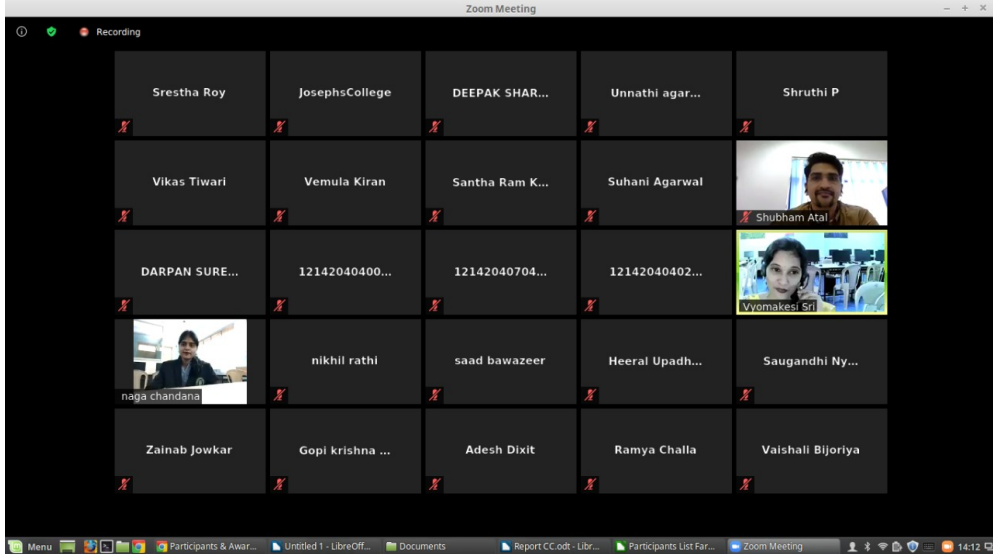 Zoom Meeting
Recording
Srestha Roy
JosephsCollege
DEEPAK SHAR...
Unnathi agar...
Shruthi P
Vikas Tiwari
Vemula Kiran
Santha Ram K...
Suhani Agarwal
Shubham Atal
DARPAN SURE...
12142040400...
12142040704...
12142040402...
Vyomakesi Sri
naga chandana
nikhil rathi
saad bawazeer
Heeral Upadh...
Saugandhi Ny...
Zainab Jowkar
Gopi krishna ...
Adesh Dixit
Ramya Challa
Vaishali Bijoriya
Menu
Participants & Awar...
Untitled 1 - LibreOff...
Documents
Report CC.odt - Libr...
Participants List Far...
Zoom Meeting
14:12